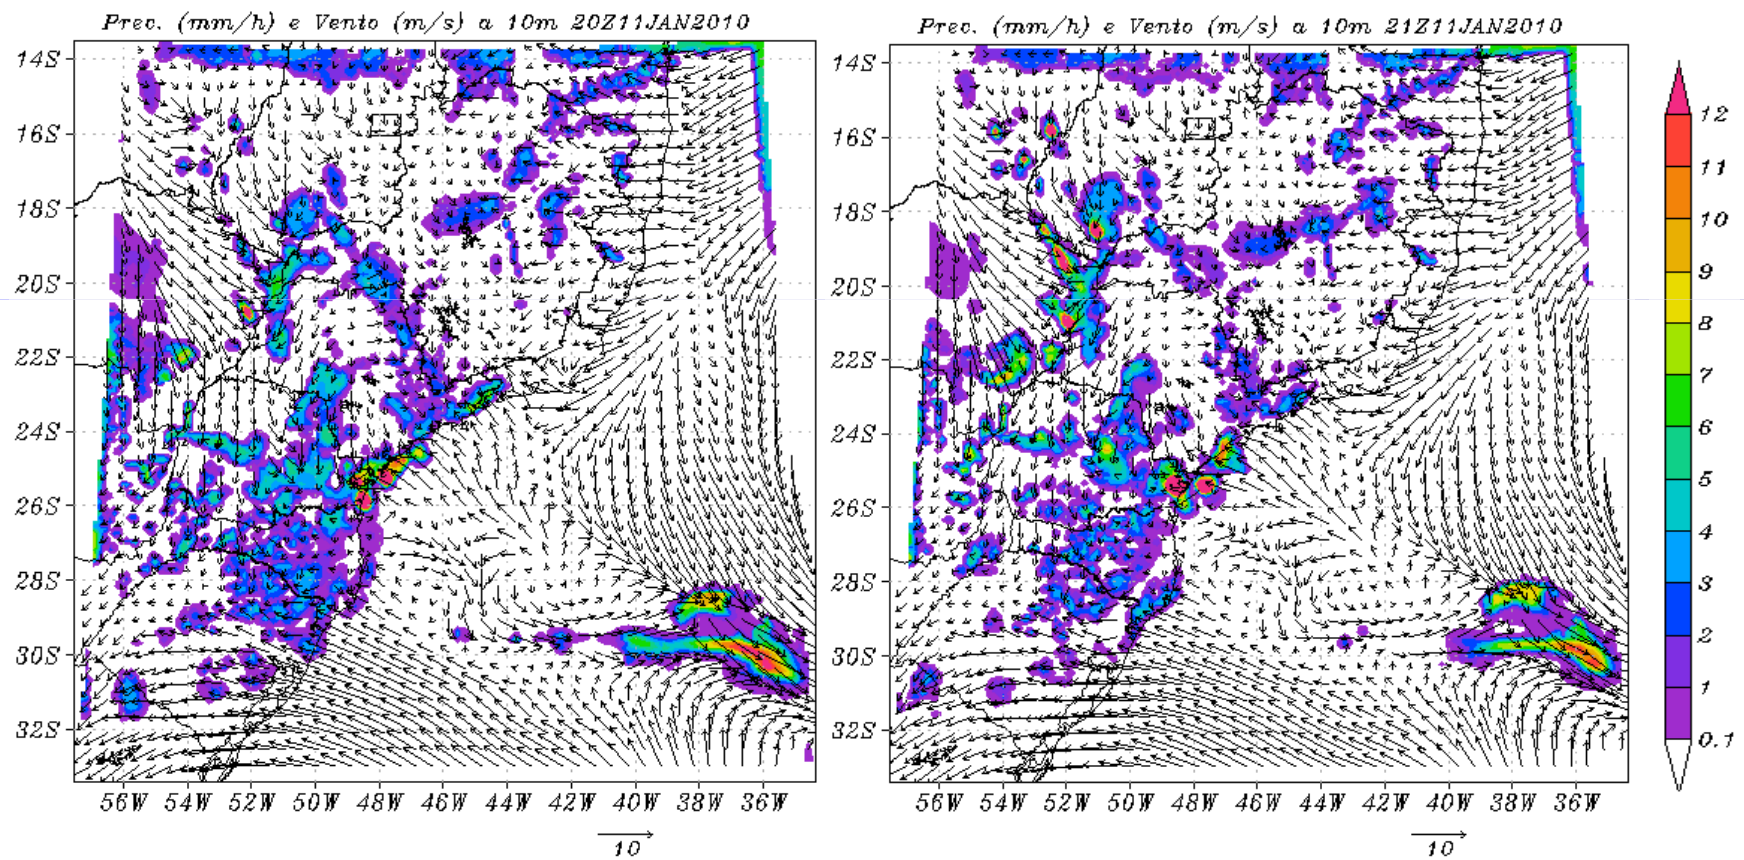 Prec. (mm/h) e Vento (m/s) a 10m 20Z11JAN2010
14S
16S
18S
20S
22S
24S
26S
28S
30S
32S
56W 54W 52W 50W 48W 46W 44W 42W 40W 38W 36W
10
Prec. (mm/h) e Vento (m/s) a 10m 21Z11JAN2010
14S
16S
18S
20S
22S
24S
26S
28S
30S
32S
56W 54W 52W 50W 48W 46W 44W 42W 40W 38W 36W
10
12
11
10
9
8
7
6
5
4
3
2
1
0.1